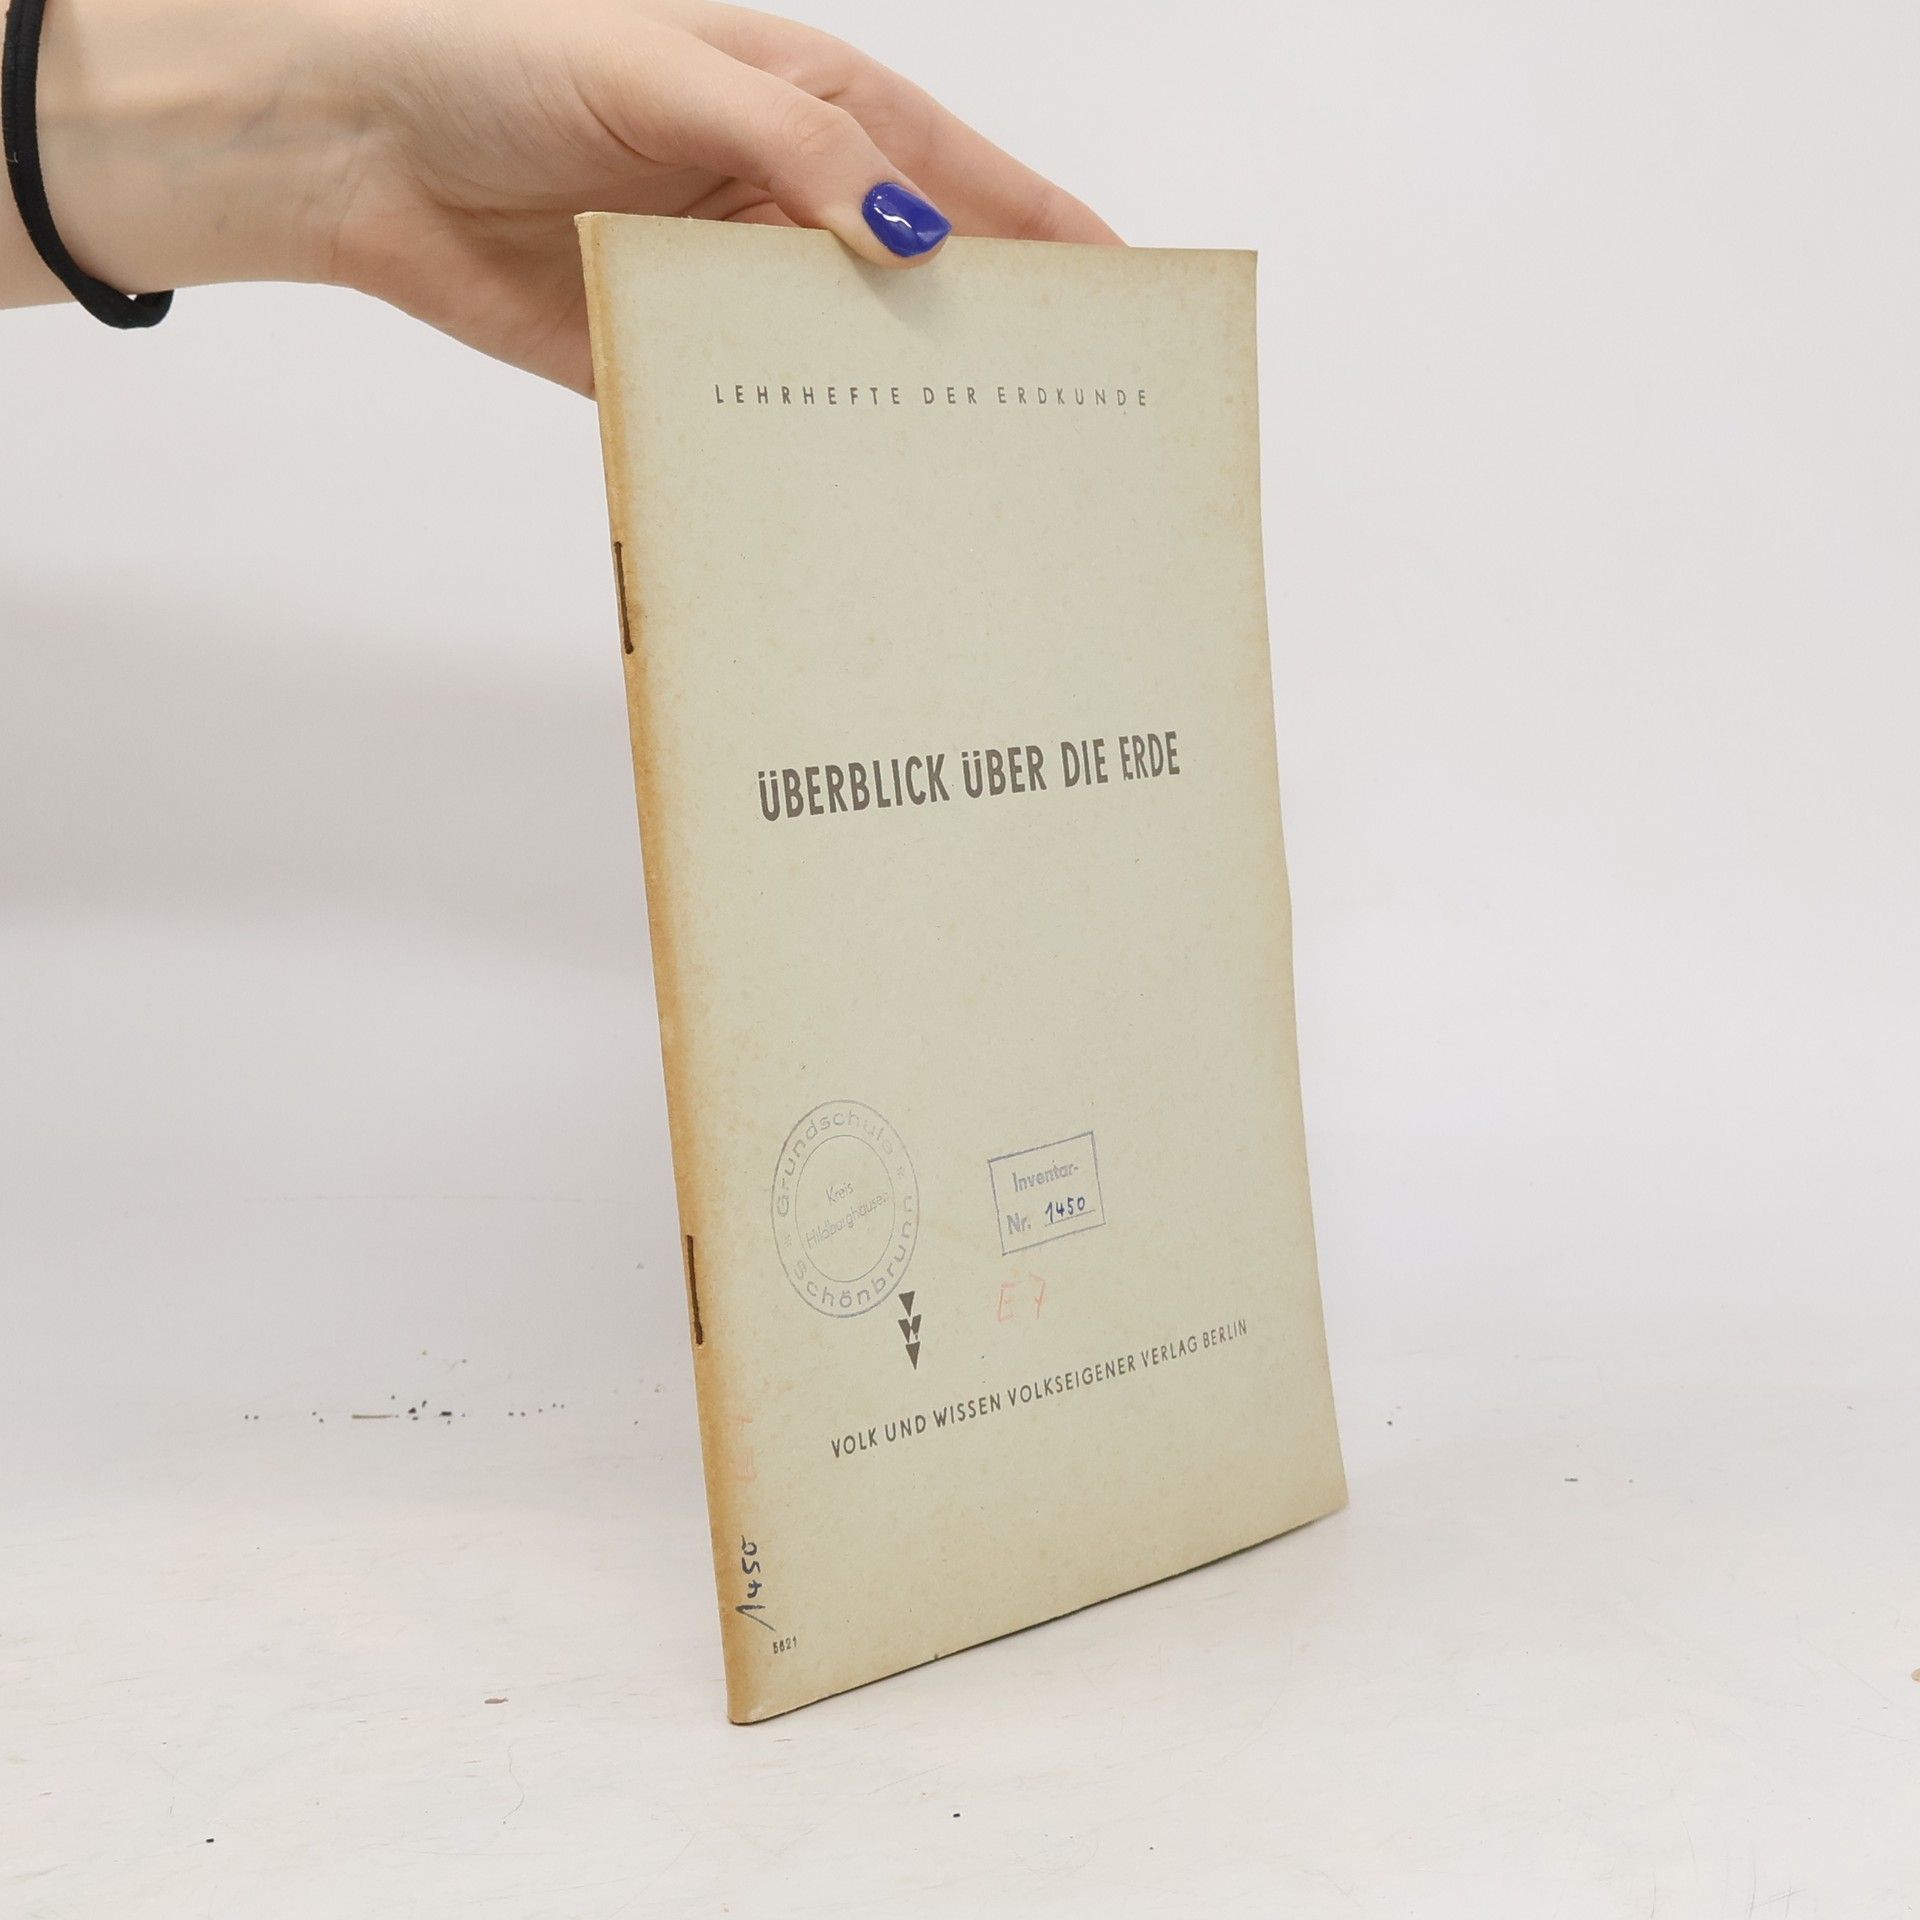 LEHRHEFTE DER ERDKUNDE
ÜBERBLICK ÜBER DIE ERDE
Grundschule
Kreis
Hildburghausen
Schönbrunn
Inventar-
Nr. 1450
E7
VOLK UND WISSEN VOLKSEIGENER VERLAG BERLIN
1450
5621